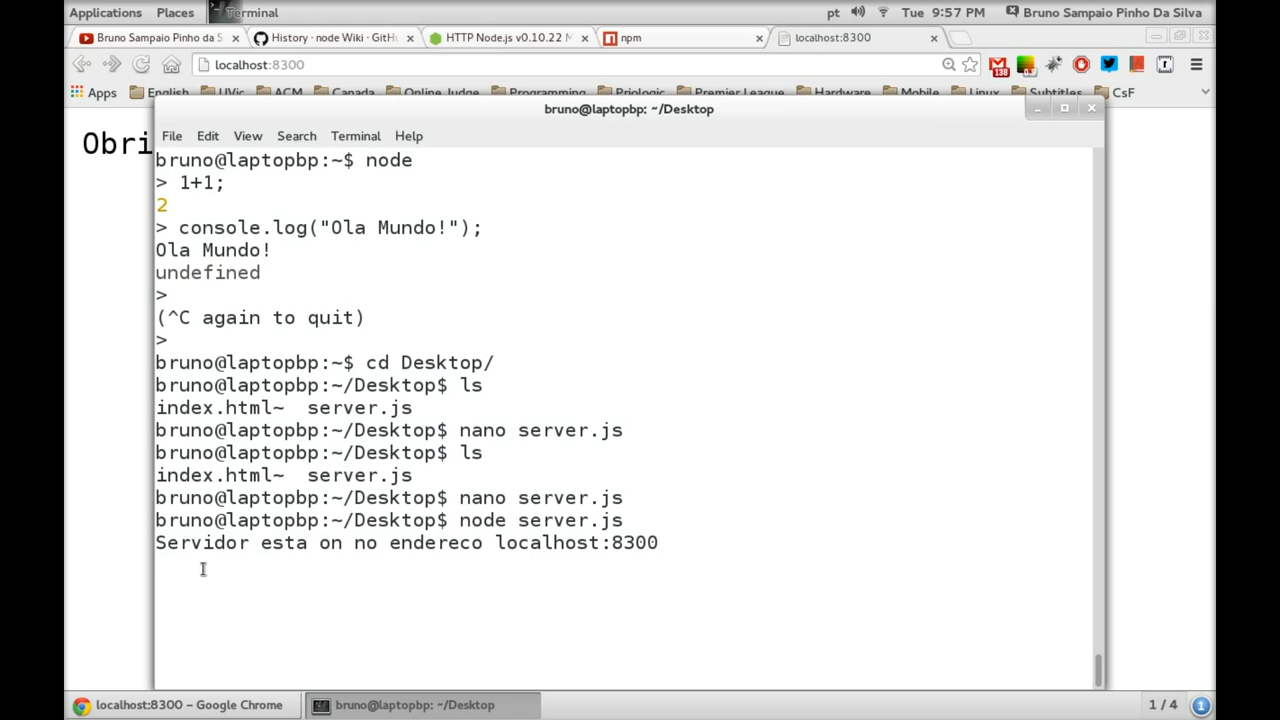 Applications Places Terminal pt Tue 9:57 PM Bruno Sampaio Pinho Da Silva
Bruno Sampaio Pinho da S × History · node Wiki · GitHu × HTTP Node.js v0.10.22 M × npm × localhost:8300 ×
localhost:8300 138 0.3
Apps English UVic ACM Canada Online Judge Programming Priologic Premier League Hardware Mobile Linux Subtitles CsF
bruno@laptopbp: ~/Desktop
File Edit View Search Terminal Help
Obri
bruno@laptopbp:~$ node
> 1+1;
2
> console.log("Ola Mundo!");
Ola Mundo!
undefined
>
(^C again to quit)
>
bruno@laptopbp:~$ cd Desktop/
bruno@laptopbp:~/Desktop$ ls
index.html~ server.js
bruno@laptopbp:~/Desktop$ nano server.js
bruno@laptopbp:~/Desktop$ ls
index.html~ server.js
bruno@laptopbp:~/Desktop$ nano server.js
bruno@laptopbp:~/Desktop$ node server.js
Servidor esta on no endereco localhost:8300
localhost:8300 – Google Chrome bruno@laptopbp: ~/Desktop 1 / 4 1